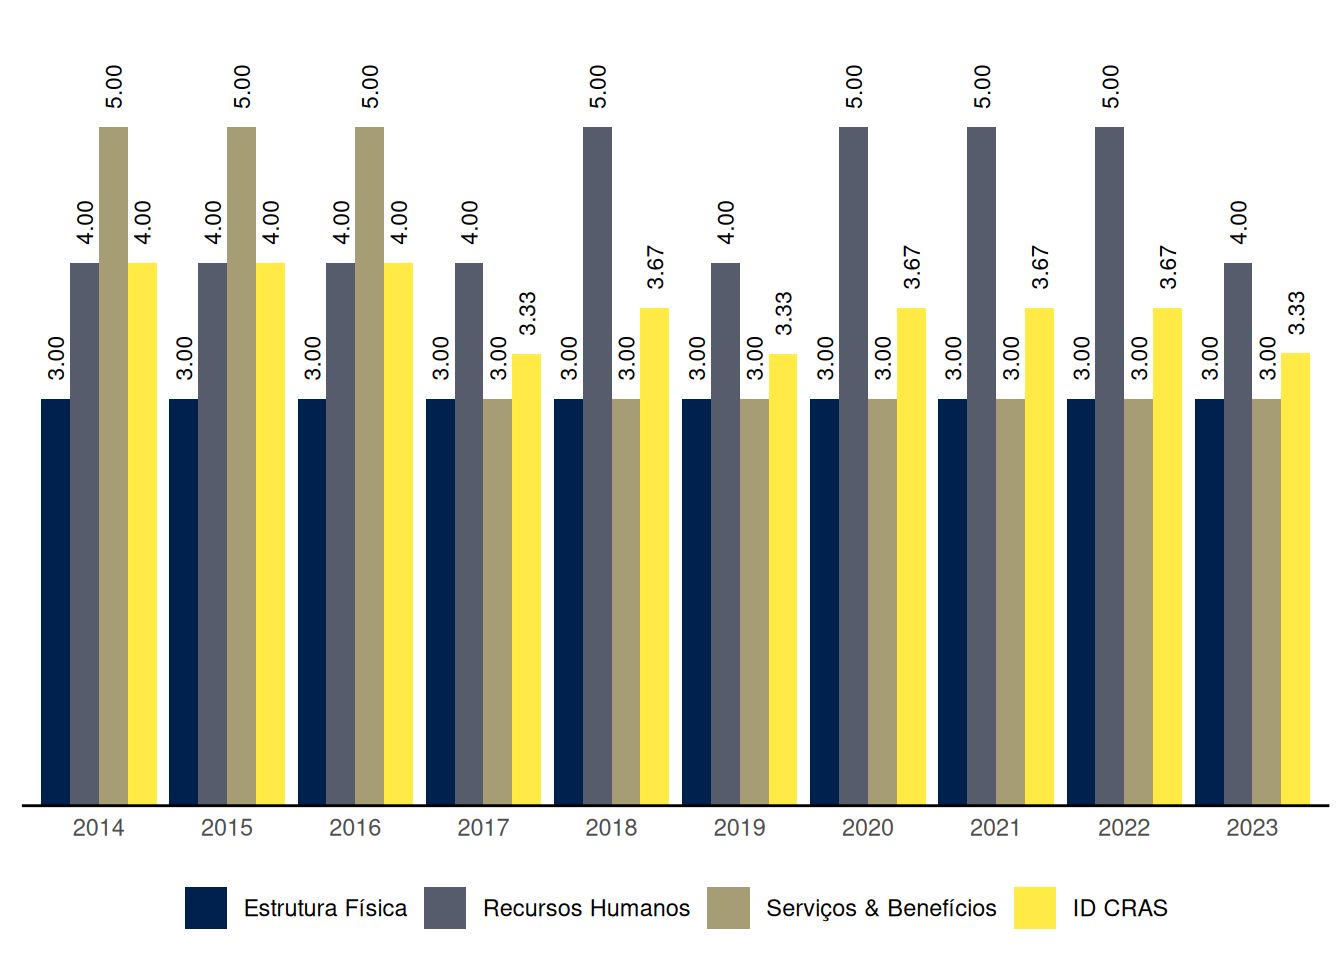 5.00 5.00 5.00 5.00 5.00 5.00 5.00
4.00 4.00 4.00 4.00 4.00 4.00 4.00 4.00 4.00
3.67 3.67 3.67 3.67
3.33 3.33 3.33
3.00 3.00 3.00 3.00 3.00 3.00 3.00 3.00 3.00 3.00 3.00 3.00 3.00 3.00 3.00 3.00 3.00
2014 2015 2016 2017 2018 2019 2020 2021 2022 2023
Estrutura Física Recursos Humanos Serviços & Benefícios ID CRAS